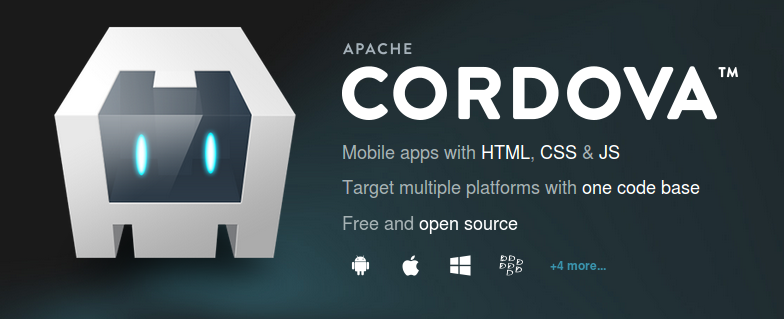 APACHE
CORDOVA™
Mobile apps with HTML, CSS & JS
Target multiple platforms with one code base
Free and open source
+4 more...